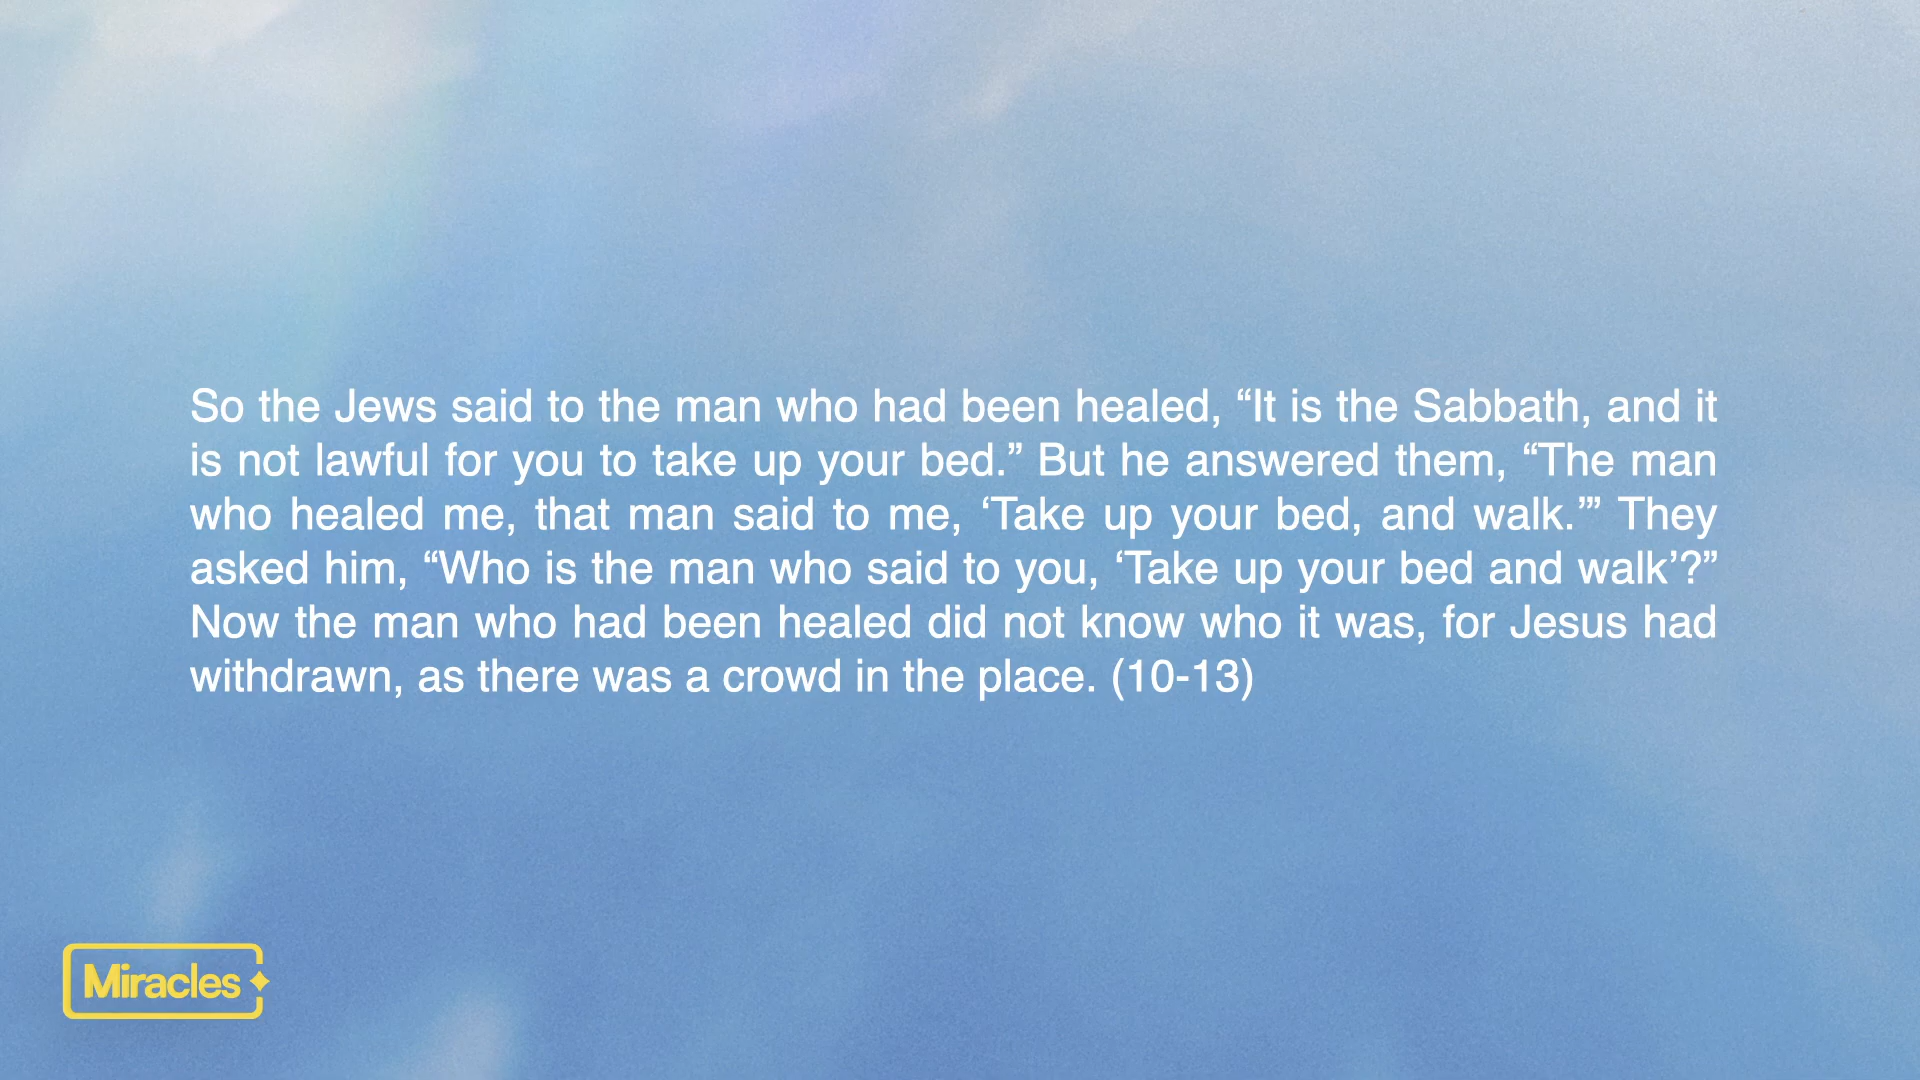 So the Jews said to the man who had been healed, “It is the Sabbath, and it
is not lawful for you to take up your bed.” But he answered them, “The man
who healed me, that man said to me, ‘Take up your bed, and walk.’” They
asked him, “Who is the man who said to you, ‘Take up your bed and walk’?”
Now the man who had been healed did not know who it was, for Jesus had
withdrawn, as there was a crowd in the place. (10-13)
Miracles